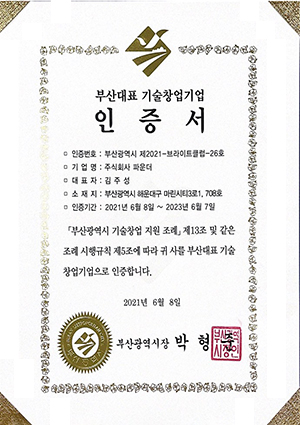 부산대표 기술창업기업
인증서
인증번호 : 부산광역시 제2021-브라이트클럽-26호
기 업 명 : 주식회사 파운더
대 표 자 : 김 주 성
소 재 지 : 부산광역시 해운대구 마린시티3로1, 708호
인증기간 : 2021년 6월 8일 ~ 2023년 6월 7일
「부산광역시 기술창업 지원 조례」제13조 및 같은
조례 시행규칙 제5조에 따라 귀 사를 부산대표 기술
창업기업으로 인증합니다.
2021년 6월 8일
부산광역시장 박 형 준